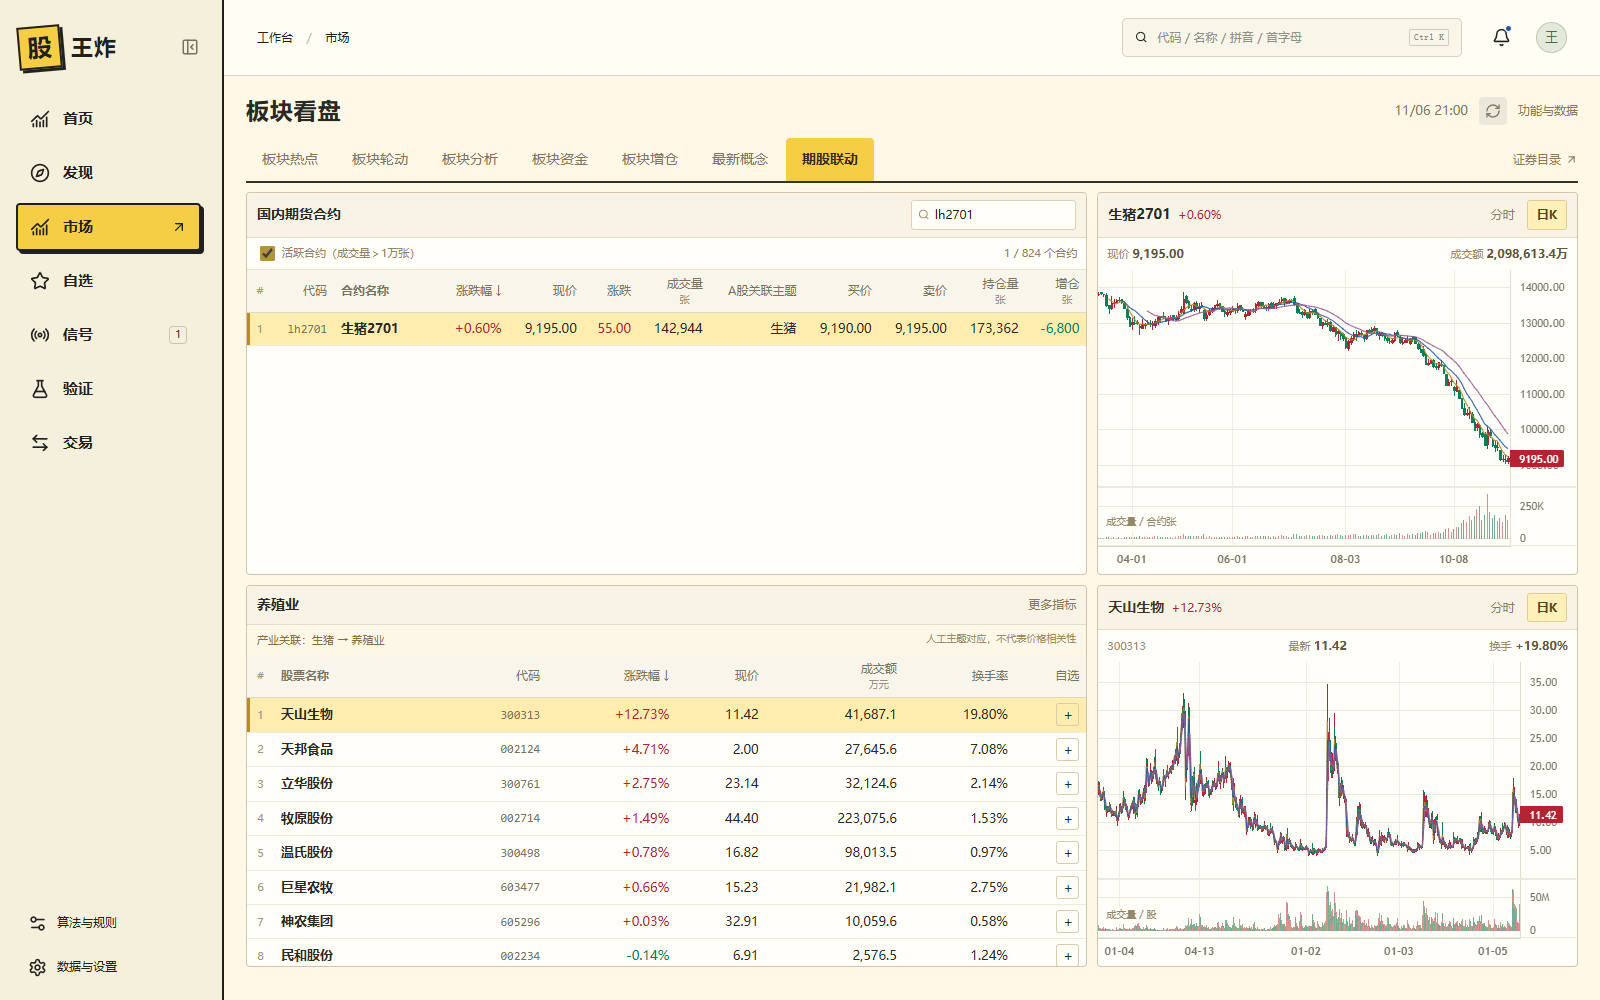 股 王炸
首页
发现
市场
自选
信号 1
验证
交易
算法与规则
数据与设置
工作台 / 市场
代码 / 名称 / 拼音 / 首字母 Ctrl K
王
板块看盘
11/06 21:00 功能与数据
板块热点 板块轮动 板块分析 板块资金 板块增仓 最新概念 期股联动
证券目录
国内期货合约
lh2701
活跃合约（成交量 > 1万张）
1 / 824 个合约
# 代码 合约名称 涨跌幅↓ 现价 涨跌 成交量 张 A股关联主题 买价 卖价 持仓量 张 增仓 张
1 lh2701 生猪2701 +0.60% 9,195.00 55.00 142,944 生猪 9,190.00 9,195.00 173,362 -6,800
生猪2701 +0.60% 分时 日K
现价 9,195.00 成交额 2,098,613.4万
14000.00
13000.00
12000.00
11000.00
10000.00
9195.00
成交量 / 合约张
250K
0
04-01 06-01 08-03 10-08
养殖业 更多指标
产业关联：生猪 → 养殖业 人工主题对应，不代表价格相关性
# 股票名称 代码 涨跌幅↓ 现价 成交额 万元 换手率 自选
1 天山生物 300313 +12.73% 11.42 41,687.1 19.80% +
2 天邦食品 002124 +4.71% 2.00 27,645.6 7.08% +
3 立华股份 300761 +2.75% 23.14 32,124.6 2.14% +
4 牧原股份 002714 +1.49% 44.40 223,075.6 1.53% +
5 温氏股份 300498 +0.78% 16.82 98,013.5 0.97% +
6 巨星农牧 603477 +0.66% 15.23 21,982.1 2.75% +
7 神农集团 605296 +0.03% 32.91 10,059.6 0.58% +
8 民和股份 002234 -0.14% 6.91 2,576.5 1.24% +
天山生物 +12.73% 分时 日K
300313 最新 11.42 换手 +19.80%
35.00
30.00
25.00
20.00
15.00
11.42
5.00
成交量 / 股
50M
0
01-04 04-13 01-02 01-03 01-05